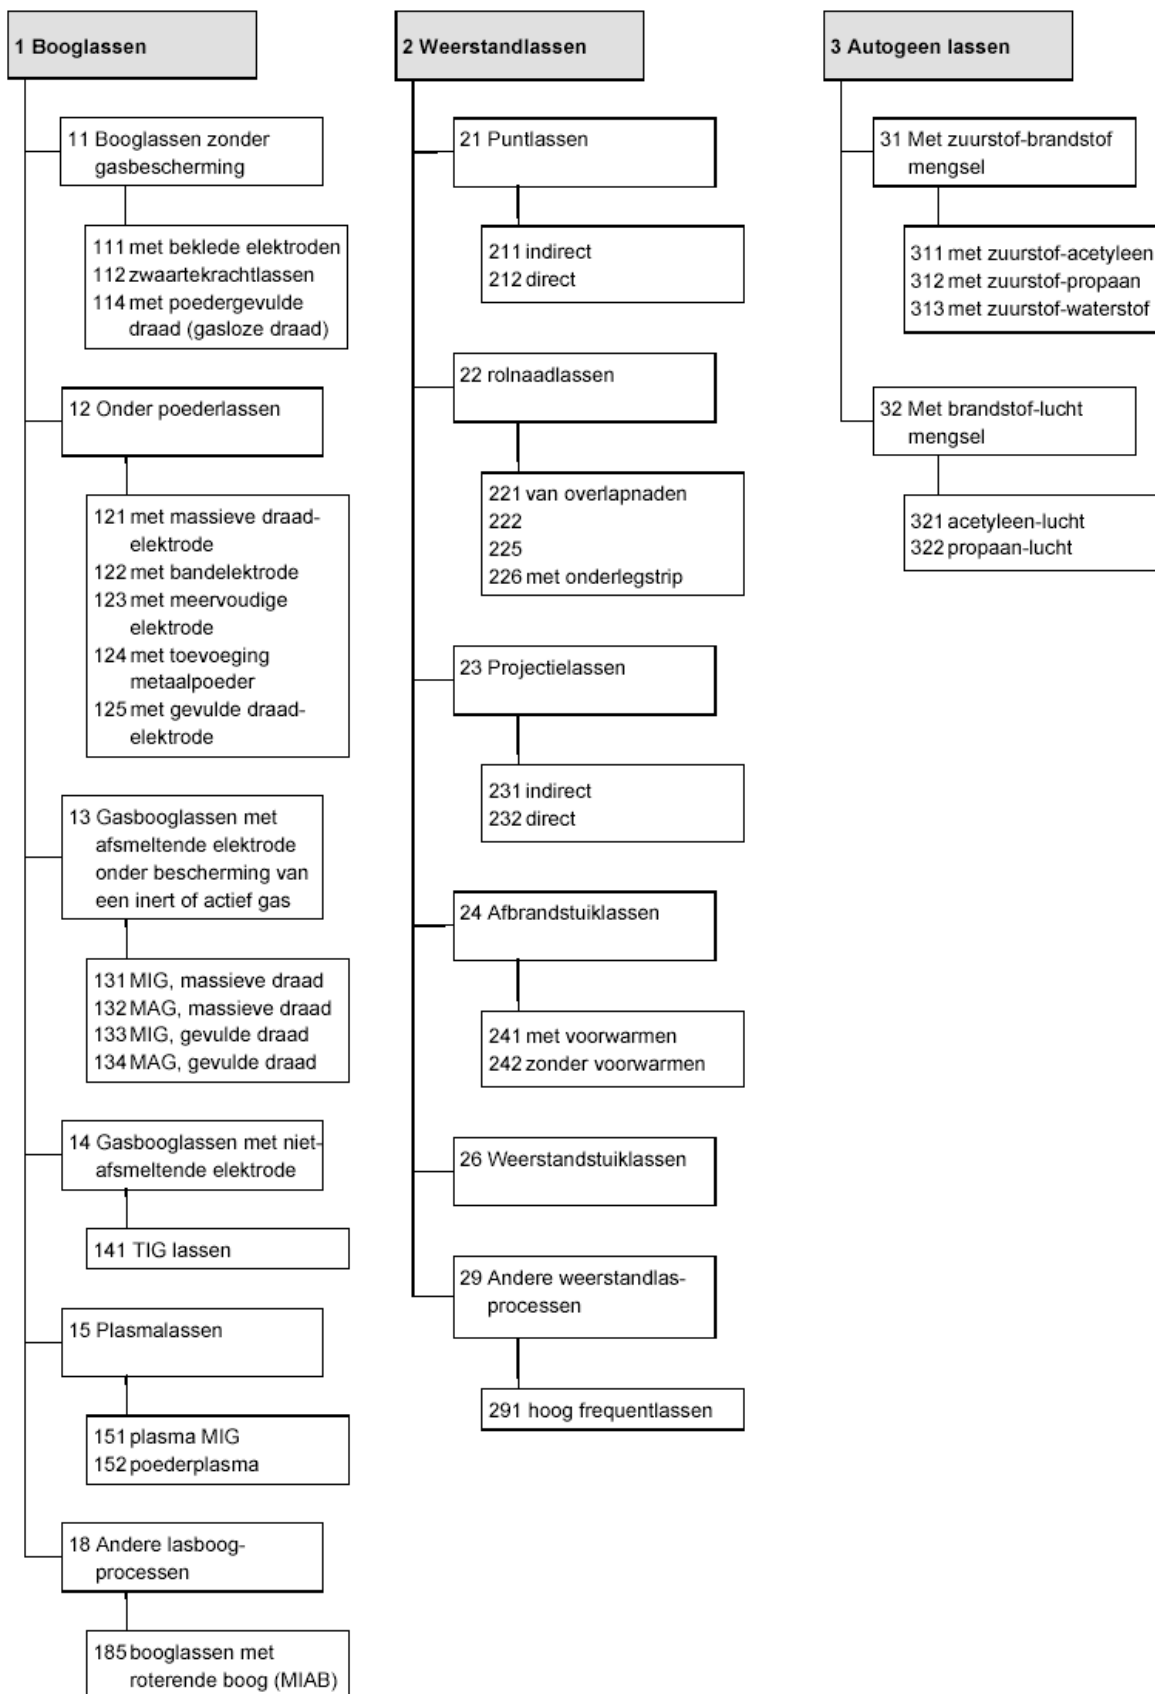 1 Booglassen
11 Booglassen zonder
gasbescherming
111 met beklede elektroden
112 zwaartekrachtlassen
114 met poedergevulde
draad (gasloze draad)
12 Onder poederlassen
121 met massieve draad-
elektrode
122 met bandelektrode
123 met meervoudige
elektrode
124 met toevoeging
metaalpoeder
125 met gevulde draad-
elektrode
13 Gasbooglassen met
afsmeltende elektrode
onder bescherming van
een inert of actief gas
131 MIG, massieve draad
132 MAG, massieve draad
133 MIG, gevulde draad
134 MAG, gevulde draad
14 Gasbooglassen met niet-
afsmeltende elektrode
141 TIG lassen
15 Plasmalassen
151 plasma MIG
152 poederplasma
18 Andere lasboog-
processen
185 booglassen met
roterende boog (MIAB)
2 Weerstandlassen
21 Puntlassen
211 indirect
212 direct
22 rolnaadlassen
221 van overlapnaden
222
225
226 met onderlegstrip
23 Projectielassen
231 indirect
232 direct
24 Afbrandstuiklassen
241 met voorwarmen
242 zonder voorwarmen
26 Weerstandstuiklassen
29 Andere weerstandlas-
processen
291 hoog frequentlassen
3 Autogeen lassen
31 Met zuurstof-brandstof
mengsel
311 met zuurstof-acetyleen
312 met zuurstof-propaan
313 met zuurstof-waterstof
32 Met brandstof-lucht
mengsel
321 acetyleen-lucht
322 propaan-lucht